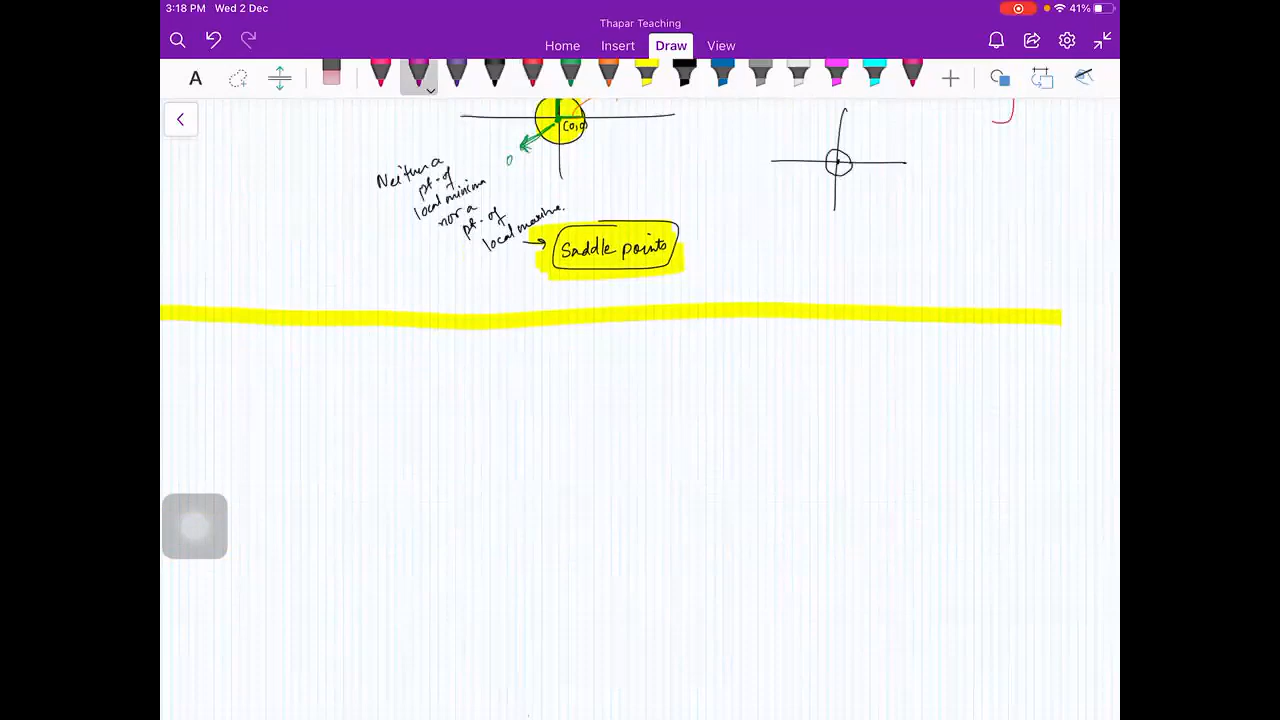 3:18 PM Wed 2 Dec
41%
Thapar Teaching
Home Insert Draw View
A
(0,0)
0
Neither a
pt. of
local minima
nor a
pt. of
local maxima.
Saddle points